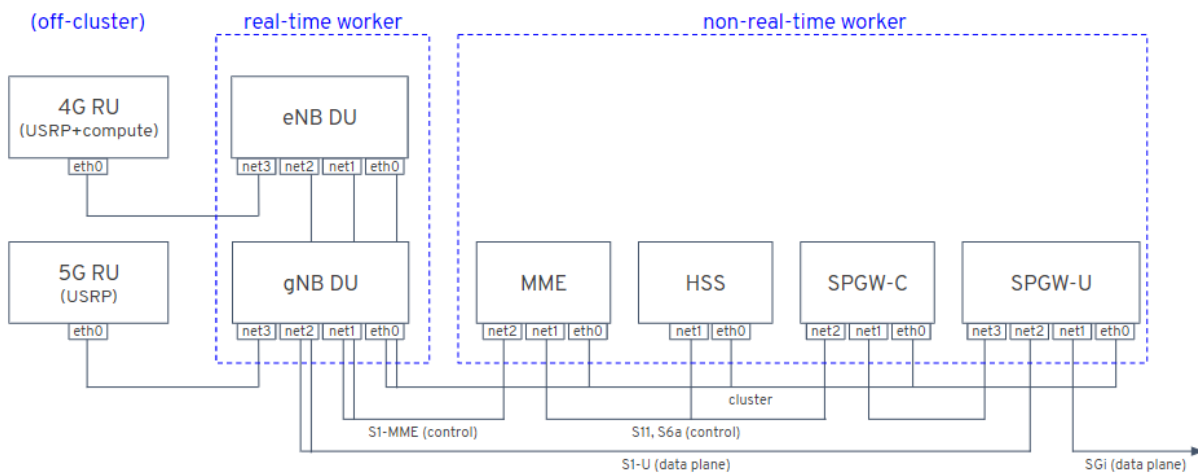 (off-cluster)
real-time worker
non-real-time worker
4G RU
(USRP+compute)
eth0
eNB DU
net3 net2 net1 eth0
5G RU
(USRP)
eth0
gNB DU
net3 net2 net1 eth0
MME
net2 net1 eth0
HSS
net1 eth0
SPGW-C
net2 net1 eth0
SPGW-U
net3 net2 net1 eth0
cluster
S1-MME (control)
S11, S6a (control)
S1-U (data plane)
SGi (data plane)